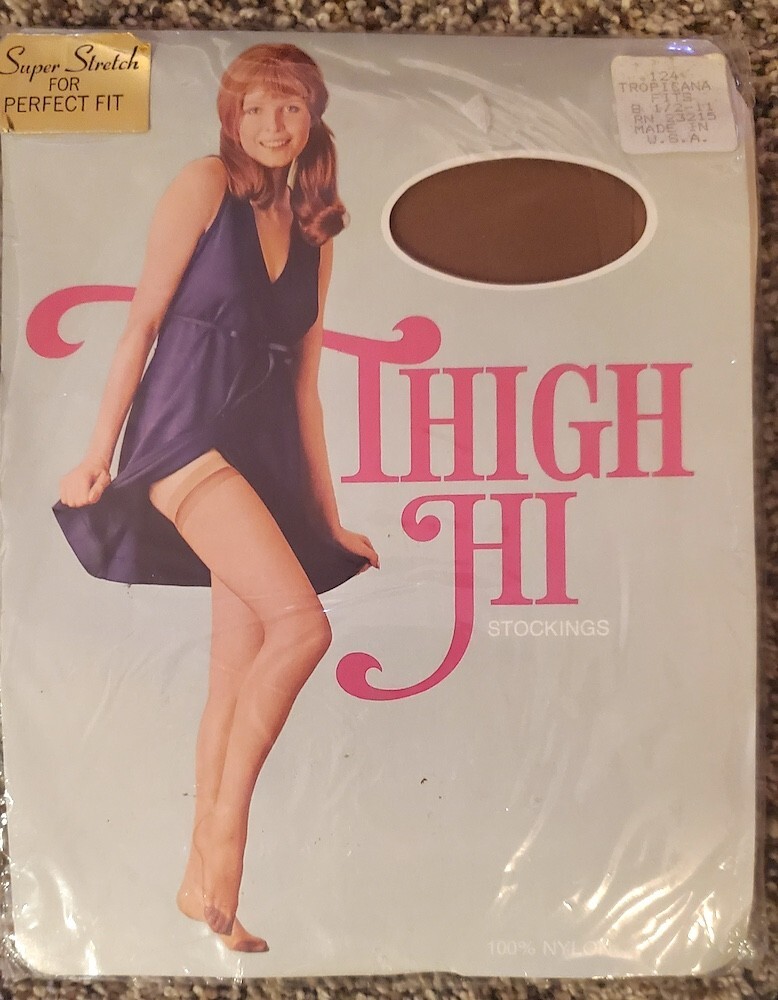 Super Stretch
FOR
PERFECT FIT
124
TROPICANA
FITS
8 1/2-11
RN 23215
MADE IN
U.S.A.
THIGH
HI
STOCKINGS
100% NYLON